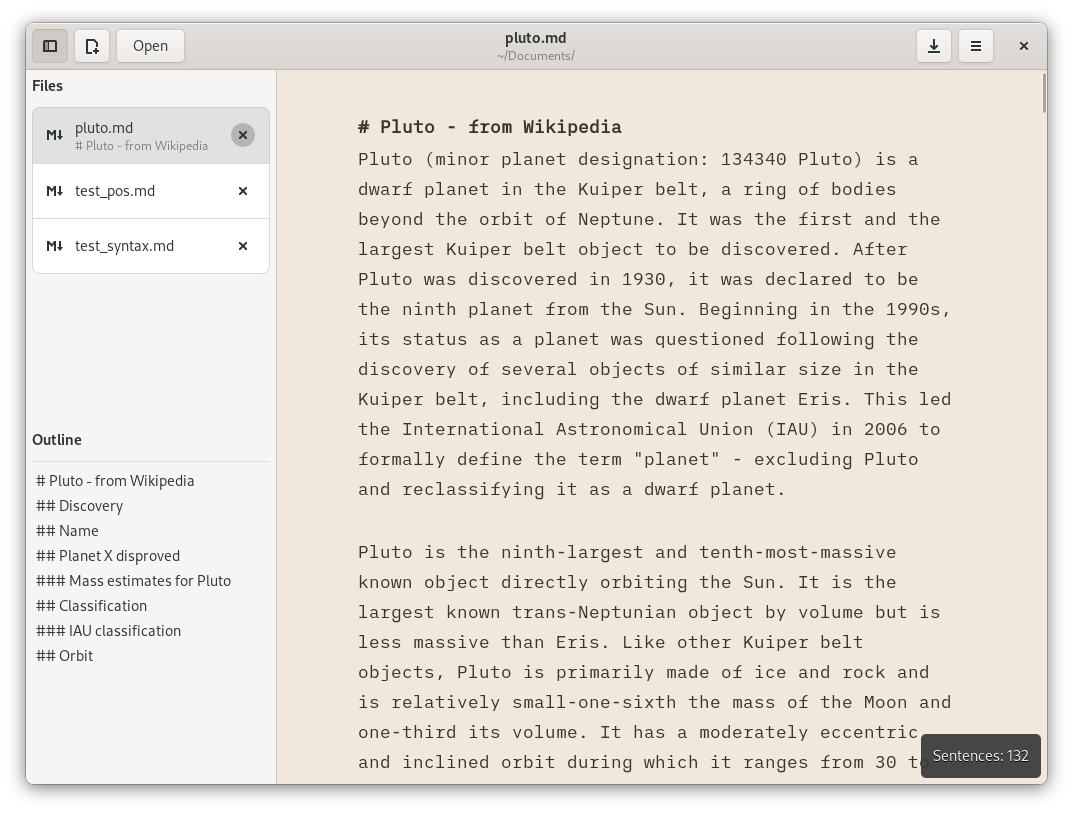 Open
pluto.md
~/Documents/
Files
M↓ pluto.md
# Pluto - from Wikipedia
M↓ test_pos.md
M↓ test_syntax.md
Outline
# Pluto - from Wikipedia
## Discovery
## Name
## Planet X disproved
### Mass estimates for Pluto
## Classification
### IAU classification
## Orbit
# Pluto - from Wikipedia
Pluto (minor planet designation: 134340 Pluto) is a
dwarf planet in the Kuiper belt, a ring of bodies
beyond the orbit of Neptune. It was the first and the
largest Kuiper belt object to be discovered. After
Pluto was discovered in 1930, it was declared to be
the ninth planet from the Sun. Beginning in the 1990s,
its status as a planet was questioned following the
discovery of several objects of similar size in the
Kuiper belt, including the dwarf planet Eris. This led
the International Astronomical Union (IAU) in 2006 to
formally define the term "planet" - excluding Pluto
and reclassifying it as a dwarf planet.
Pluto is the ninth-largest and tenth-most-massive
known object directly orbiting the Sun. It is the
largest known trans-Neptunian object by volume but is
less massive than Eris. Like other Kuiper belt
objects, Pluto is primarily made of ice and rock and
is relatively small-one-sixth the mass of the Moon and
one-third its volume. It has a moderately eccentric
and inclined orbit during which it ranges from 30 to
Sentences: 132